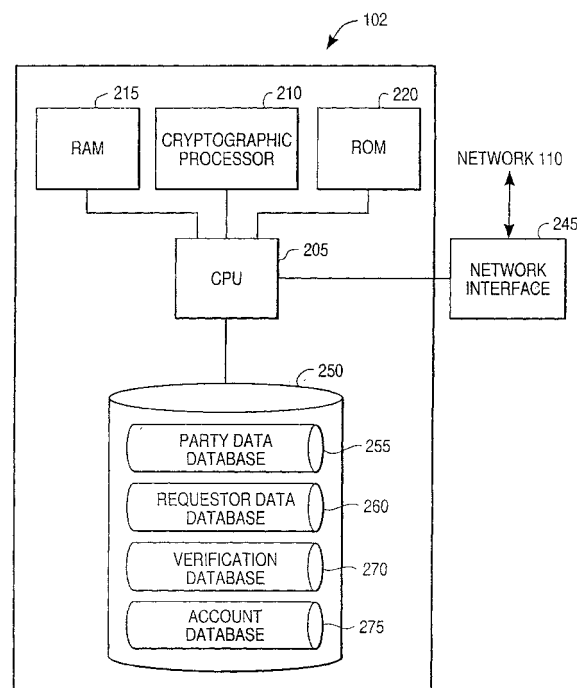 102
215
210
220
RAM
CRYPTOGRAPHIC
PROCESSOR
ROM
NETWORK 110
205
245
CPU
NETWORK
INTERFACE
250
PARTY DATA
DATABASE
255
REQUESTOR DATA
DATABASE
260
VERIFICATION
DATABASE
270
ACCOUNT
DATABASE
275